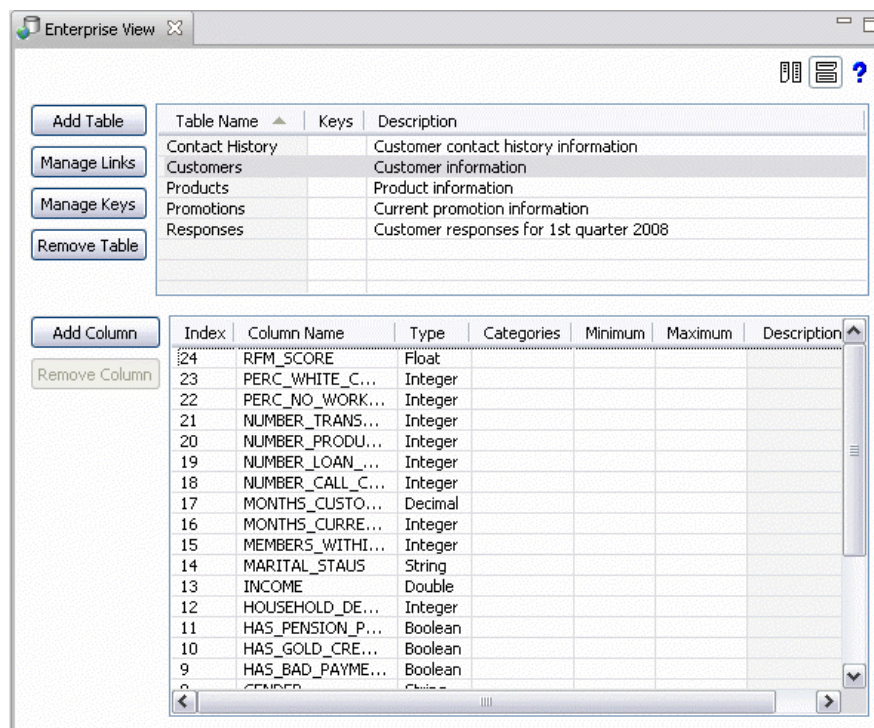 Enterprise View
?
Add Table
Manage Links
Manage Keys
Remove Table
Table Name Keys Description
Contact History Customer contact history information
Customers Customer information
Products Product information
Promotions Current promotion information
Responses Customer responses for 1st quarter 2008
Add Column
Remove Column
Index Column Name Type Categories Minimum Maximum Description
24 RFM_SCORE Float
23 PERC_WHITE_C... Integer
22 PERC_NO_WORK... Integer
21 NUMBER_TRANS... Integer
20 NUMBER_PRODU... Integer
19 NUMBER_LOAN_... Integer
18 NUMBER_CALL_C... Integer
17 MONTHS_CUSTO... Decimal
16 MONTHS_CURRE... Integer
15 MEMBERS_WITHI... Integer
14 MARITAL_STAUS String
13 INCOME Double
12 HOUSEHOLD_DE... Integer
11 HAS_PENSION_P... Boolean
10 HAS_GOLD_CRE... Boolean
9 HAS_BAD_PAYME... Boolean